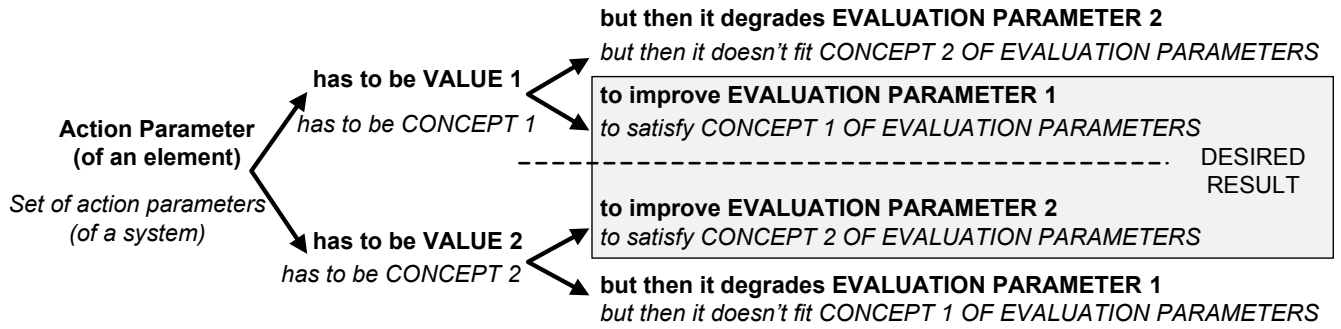 but then it degrades EVALUATION PARAMETER 2
but then it doesn't fit CONCEPT 2 OF EVALUATION PARAMETERS
has to be VALUE 1
has to be CONCEPT 1
to improve EVALUATION PARAMETER 1
to satisfy CONCEPT 1 OF EVALUATION PARAMETERS
Action Parameter
(of an element)
Set of action parameters
(of a system)
DESIRED
RESULT
has to be VALUE 2
has to be CONCEPT 2
to improve EVALUATION PARAMETER 2
to satisfy CONCEPT 2 OF EVALUATION PARAMETERS
but then it degrades EVALUATION PARAMETER 1
but then it doesn't fit CONCEPT 1 OF EVALUATION PARAMETERS